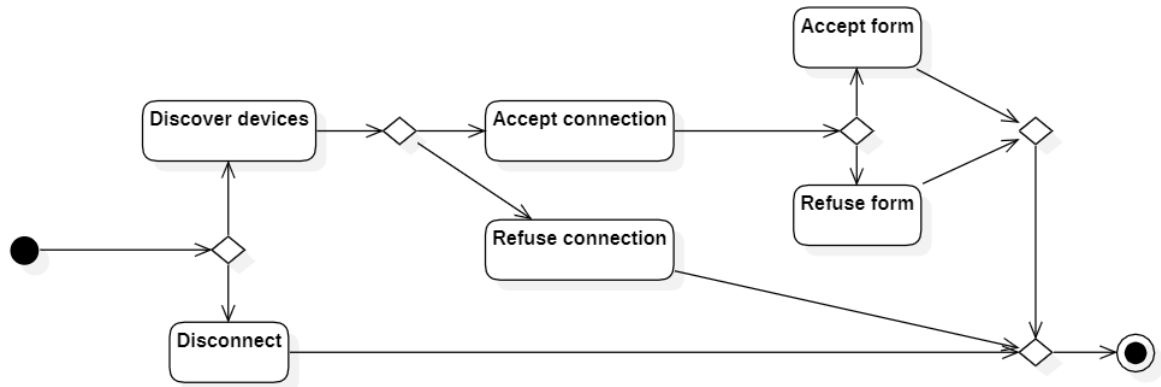 Accept form
Discover devices
Accept connection
Refuse form
Refuse connection
Disconnect